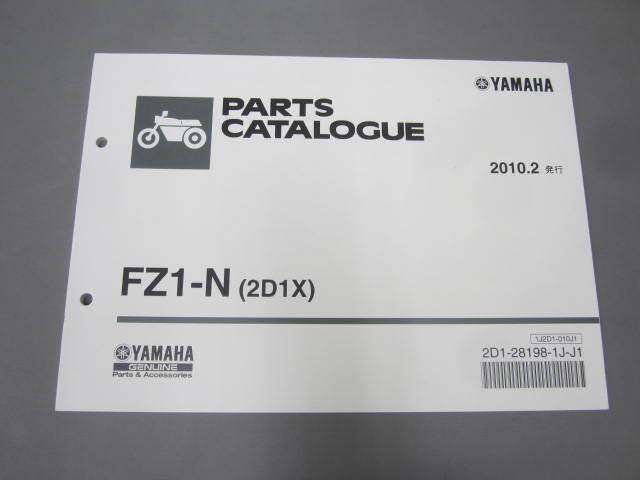 YAMAHA
PARTS
CATALOGUE
2010.2 発行
FZ1-N (2D1X)
YAMAHA
GENUINE
Parts & Accessories
1J2D1-010J1
2D1-28198-1J-J1